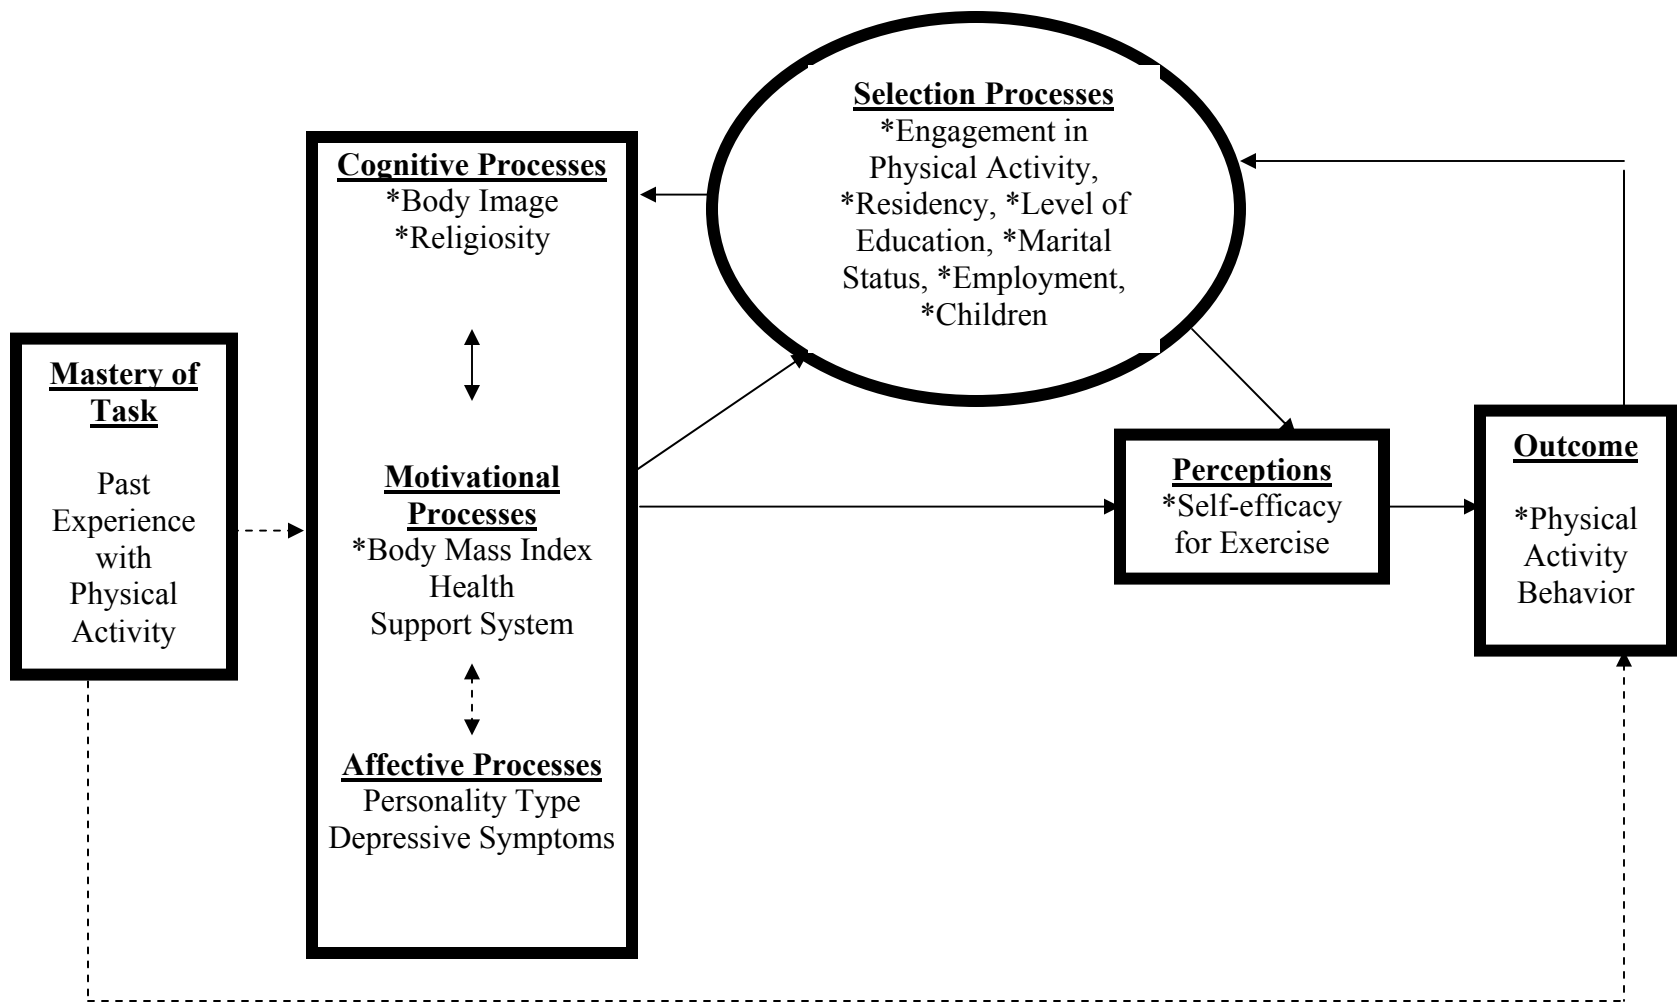 Mastery of
Task
Past
Experience
with
Physical
Activity
Cognitive Processes
*Body Image
*Religiosity
Motivational
Processes
*Body Mass Index
Health
Support System
Affective Processes
Personality Type
Depressive Symptoms
Selection Processes
*Engagement in
Physical Activity,
*Residency, *Level of
Education, *Marital
Status, *Employment,
*Children
Perceptions
*Self-efficacy
for Exercise
Outcome
*Physical
Activity
Behavior